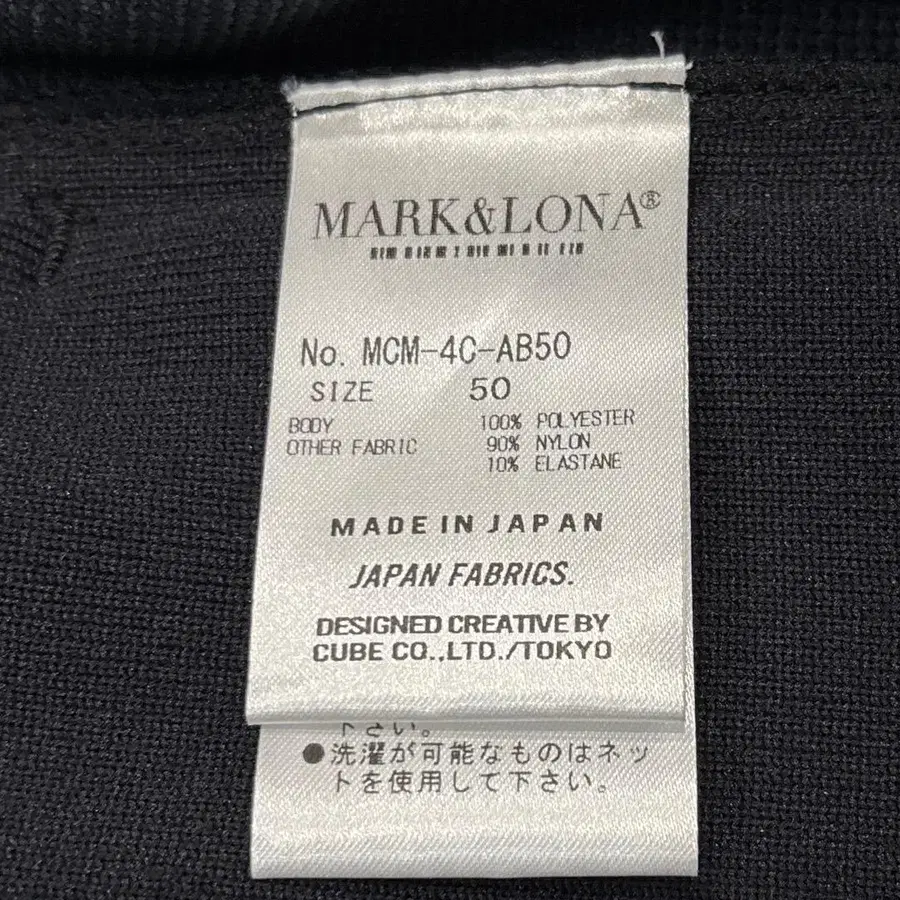 MARK&LONA®
No. MCM-4C-AB50
SIZE 50
BODY 100% POLYESTER
OTHER FABRIC 90% NYLON
10% ELASTANE
MADE IN JAPAN
JAPAN FABRICS.
DESIGNED CREATIVE BY
CUBE CO.,LTD./TOKYO
下さい。
●洗濯が可能なものはネッ
トを使用して下さい。